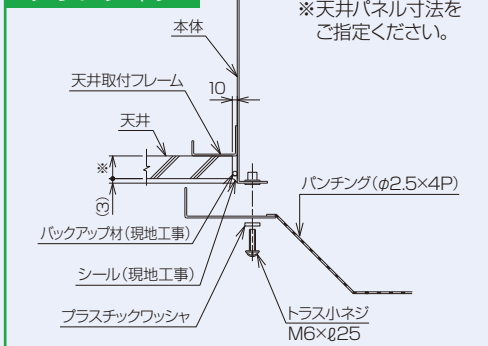 ※天井パネル寸法を
ご指定ください。
本体
天井取付フレーム
10
天井
※
(3)
パンチング(φ2.5×4P)
バックアップ材(現地工事)
シール(現地工事)
プラスチックワッシャ
トラス小ネジ
M6×ℓ25